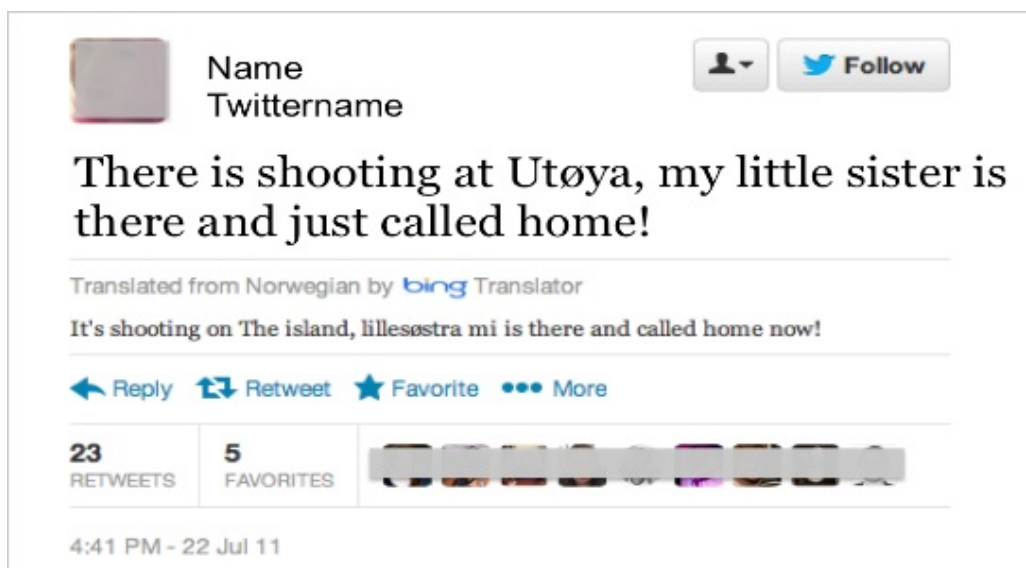 Name
Twittername
Follow
There is shooting at Utøya, my little sister is
there and just called home!
Translated from Norwegian by bing Translator
It's shooting on The island, lillesøstra mi is there and called home now!
Reply Retweet Favorite More
23 5
RETWEETS FAVORITES
4:41 PM - 22 Jul 11